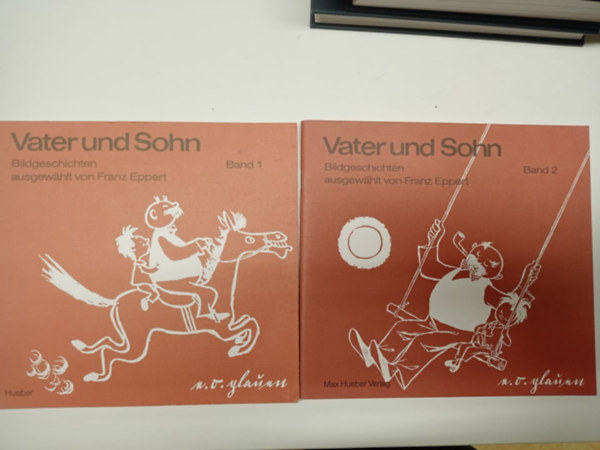 Vater und Sohn
Bildgeschichten
ausgewählt von Franz Eppert
Band 1
Hueber
e. o. plauen
Vater und Sohn
Bildgeschichten
ausgewählt von Franz Eppert
Band 2
Max Hueber Verlag
e. o. plauen